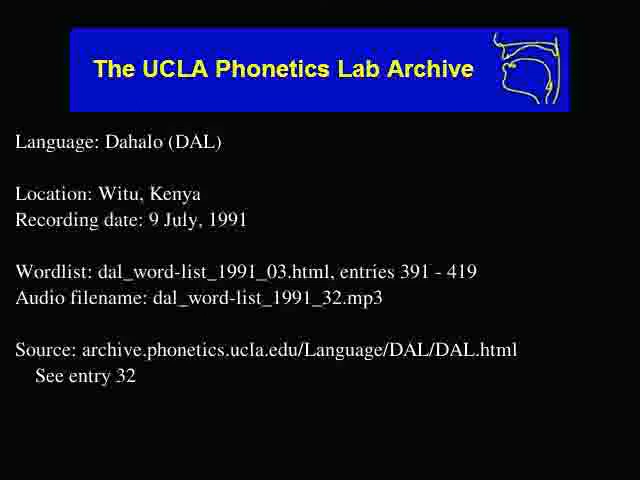 The UCLA Phonetics Lab Archive
Language: Dahalo (DAL)
Location: Witu, Kenya
Recording date: 9 July, 1991
Wordlist: dal_word-list_1991_03.html, entries 391 - 419
Audio filename: dal_word-list_1991_32.mp3
Source: archive.phonetics.ucla.edu/Language/DAL/DAL.html
See entry 32